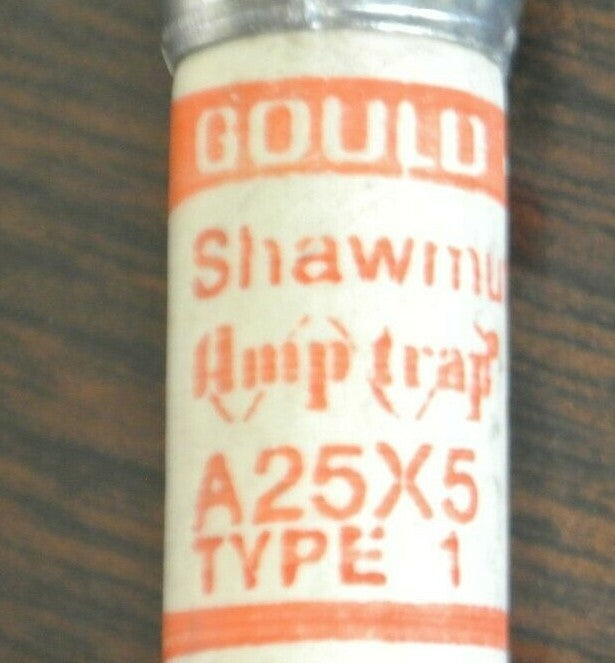 GOULD
Shawmu
Amp trap
A25X5
TYPE 1